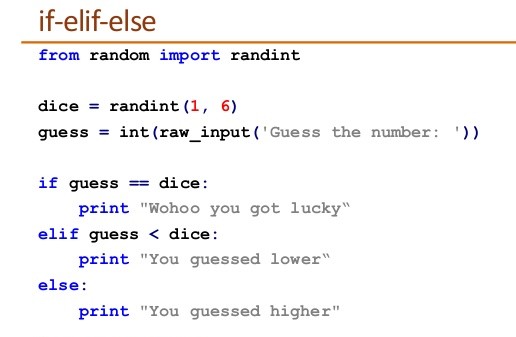 if-elif-else
from random import randint
dice = randint(1, 6)
guess = int(raw_input('Guess the number: '))
if guess == dice:
print "Wohoo you got lucky‟
elif guess < dice:
print "You guessed lower‟
else:
print "You guessed higher"